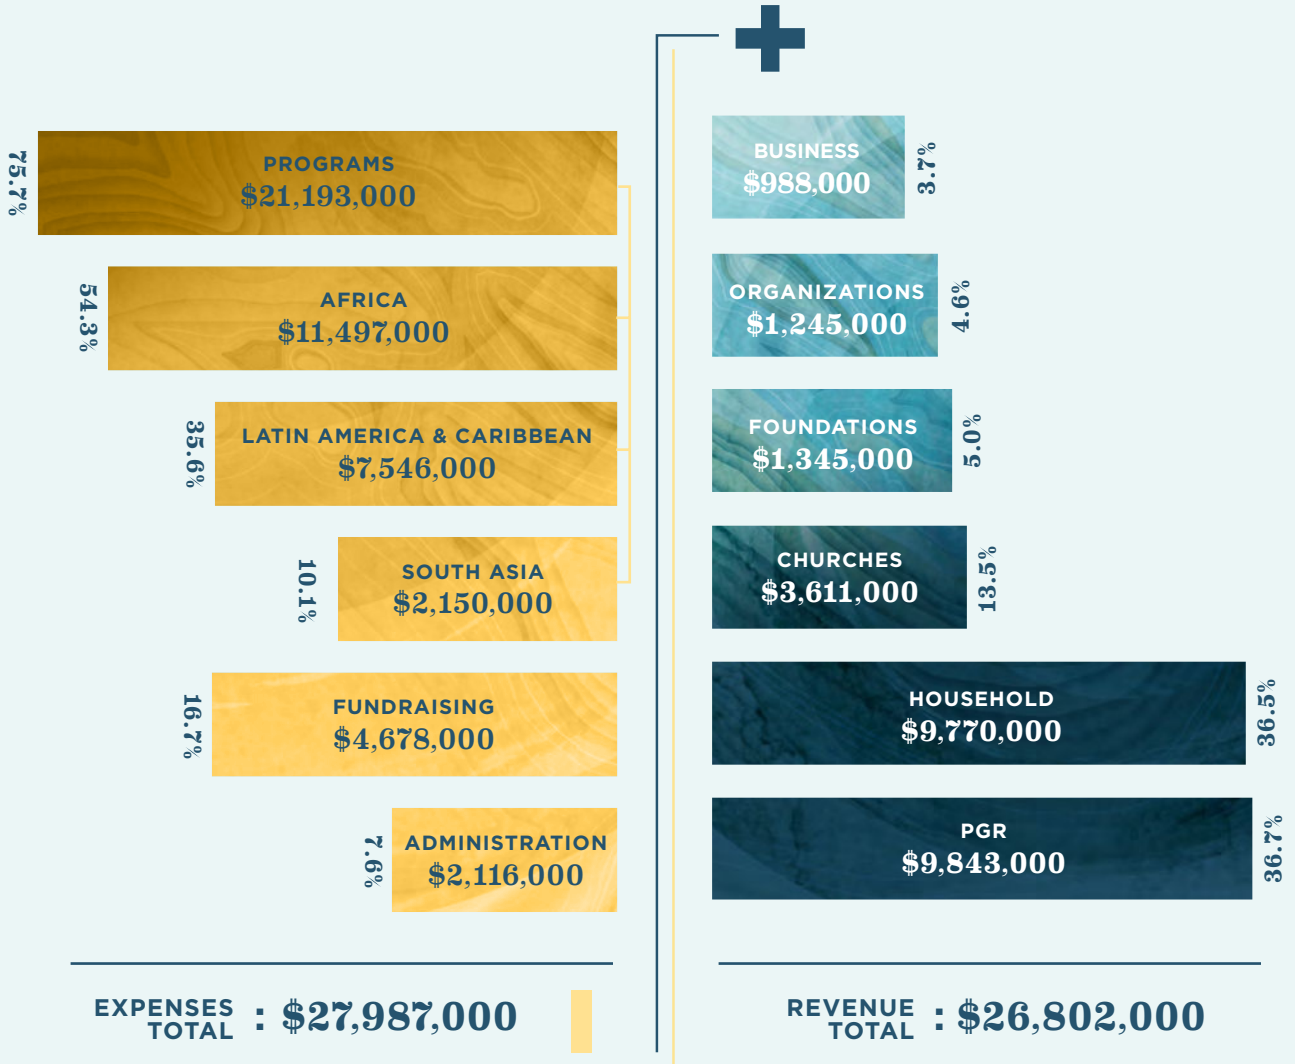 75.7%
PROGRAMS
$21,193,000
54.3%
AFRICA
$11,497,000
35.6%
LATIN AMERICA & CARIBBEAN
$7,546,000
10.1%
SOUTH ASIA
$2,150,000
16.7%
FUNDRAISING
$4,678,000
7.6%
ADMINISTRATION
$2,116,000
EXPENSES
TOTAL : $27,987,000
BUSINESS
$988,000
3.7%
ORGANIZATIONS
$1,245,000
4.6%
FOUNDATIONS
$1,345,000
5.0%
CHURCHES
$3,611,000
13.5%
HOUSEHOLD
$9,770,000
36.5%
PGR
$9,843,000
36.7%
REVENUE
TOTAL : $26,802,000